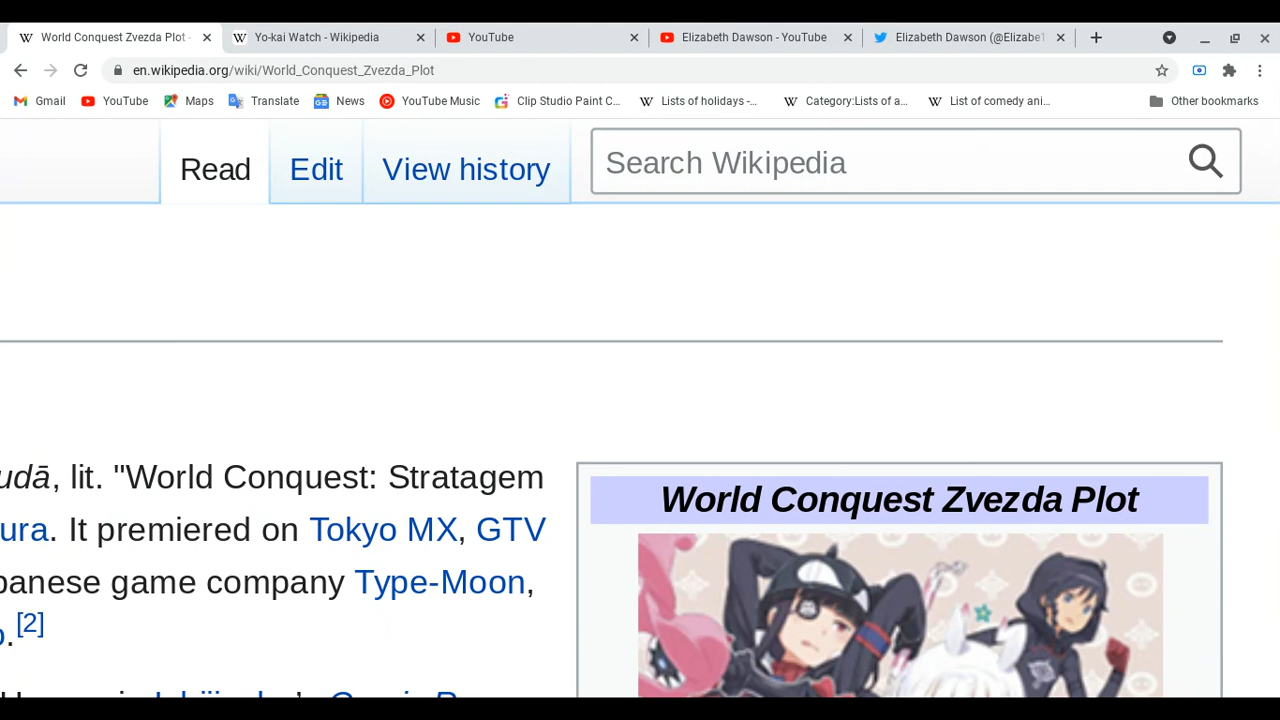 World Conquest Zvezda Plot -
Yo-kai Watch - Wikipedia
YouTube
Elizabeth Dawson - YouTube
Elizabeth Dawson (@Elizabe
en.wikipedia.org/wiki/World_Conquest_Zvezda_Plot
Gmail
YouTube
Maps
Translate
News
YouTube Music
Clip Studio Paint C...
Lists of holidays -...
Category:Lists of a...
List of comedy ani...
Other bookmarks
Read
Edit
View history
Search Wikipedia
udā, lit. "World Conquest: Stratagem
ura. It premiered on Tokyo MX, GTV
panese game company Type-Moon,
.[2]
World Conquest Zvezda Plot